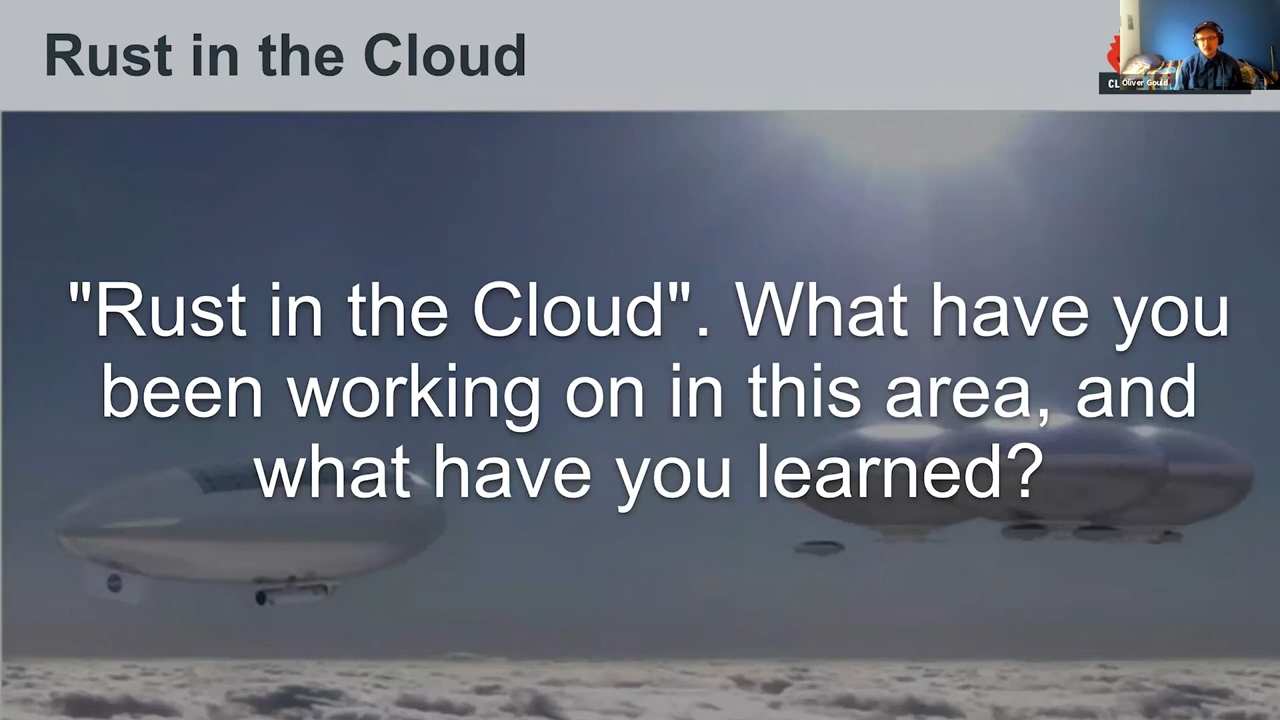 Rust in the Cloud
CL
Oliver Gould
"Rust in the Cloud". What have you
been working on in this area, and
what have you learned?